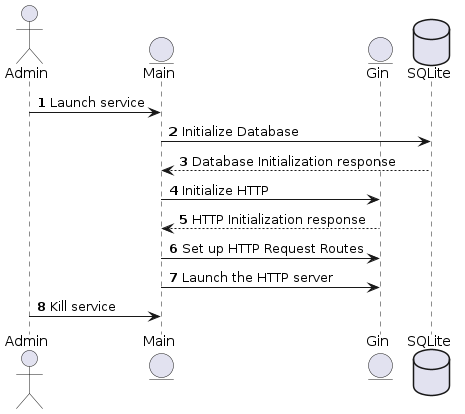 Admin
Main
Gin
SQLite
1 Launch service
2 Initialize Database
3 Database Initialization response
4 Initialize HTTP
5 HTTP Initialization response
6 Set up HTTP Request Routes
7 Launch the HTTP server
8 Kill service
Admin
Main
Gin
SQLite